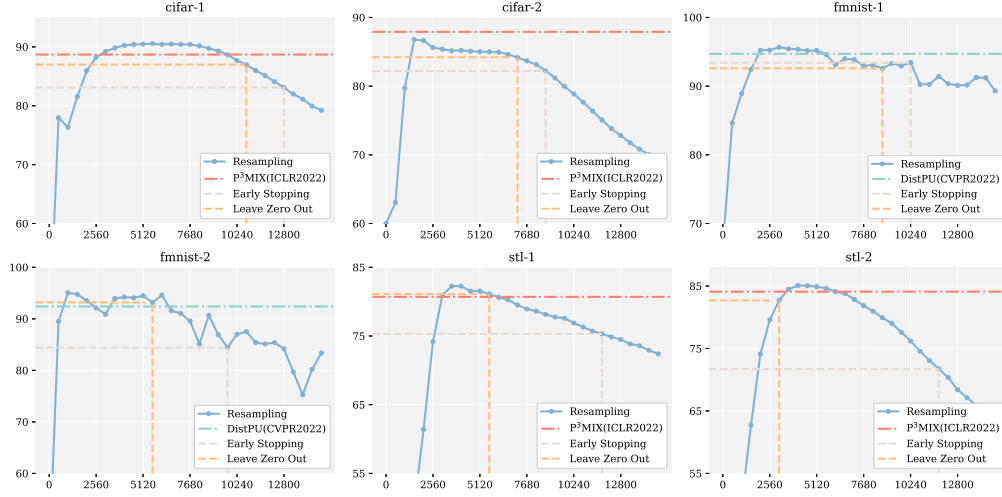 cifar-1
90
80
70
60
0 2560 5120 7680 10240 12800
Resampling
P³MIX(ICLR2022)
Early Stopping
Leave Zero Out
cifar-2
90
80
70
60
0 2560 5120 7680 10240 12800
Resampling
P³MIX(ICLR2022)
Early Stopping
Leave Zero Out
fmnist-1
100
90
80
70
0 2560 5120 7680 10240 12800
Resampling
DistPU(CVPR2022)
Early Stopping
Leave Zero Out
fmnist-2
100
90
80
70
60
0 2560 5120 7680 10240 12800
Resampling
DistPU(CVPR2022)
Early Stopping
Leave Zero Out
stl-1
85
75
65
55
0 2560 5120 7680 10240 12800
Resampling
P³MIX(ICLR2022)
Early Stopping
Leave Zero Out
stl-2
85
75
65
55
0 2560 5120 7680 10240 12800
Resampling
P³MIX(ICLR2022)
Early Stopping
Leave Zero Out